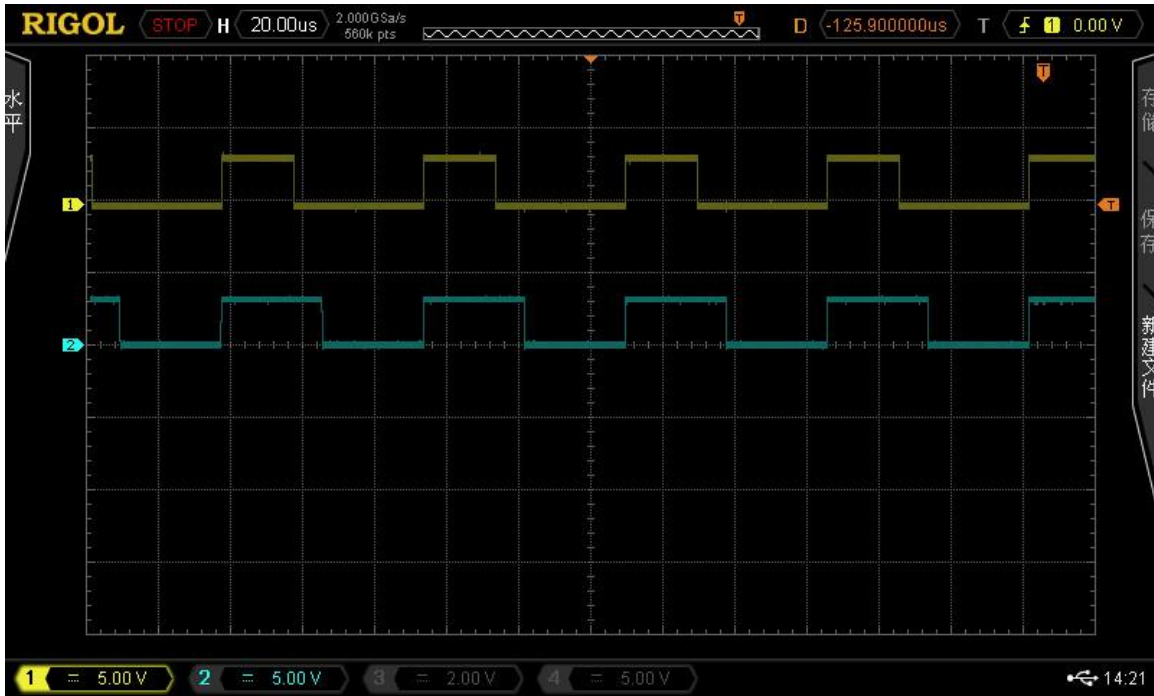 RIGOL STOP H 20.00us 2.000GSa/s 560k pts D -125.900000us T 1 0.00 V
T
T
水平
存储
保存
新建文件
1
T
2
1 = 5.00 V 2 = 5.00 V 3 = 2.00 V 4 = 5.00 V 14:21